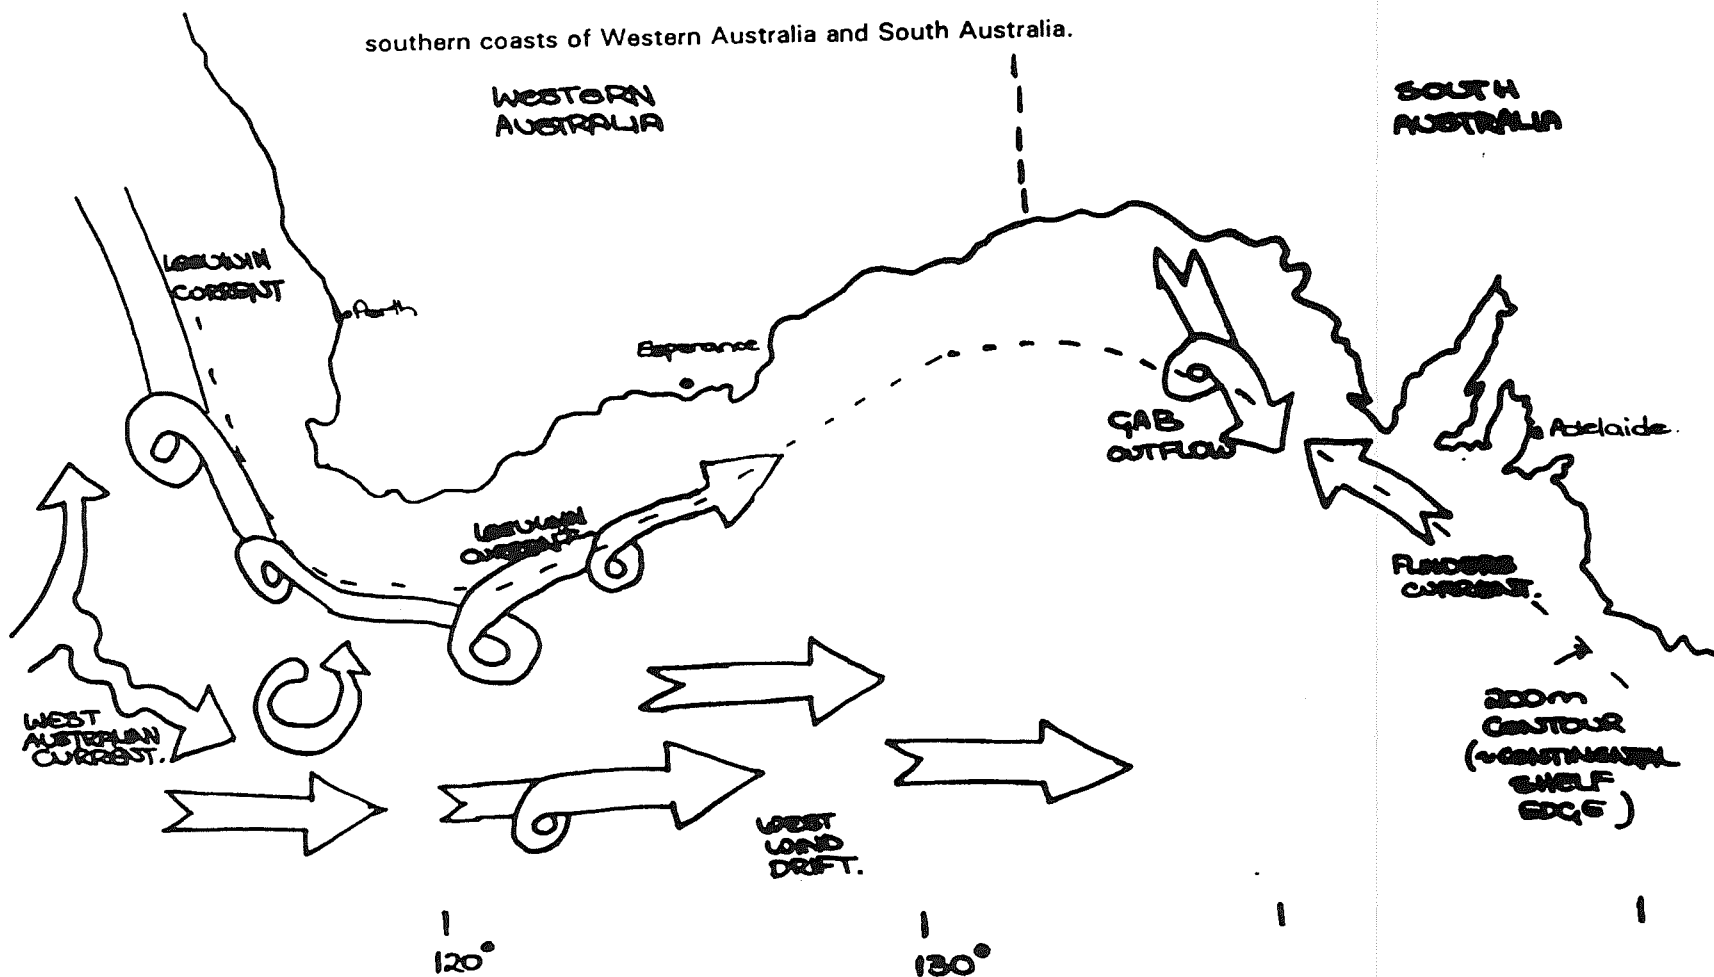 southern coasts of Western Australia and South Australia.
WESTERN
AUSTRALIA
SOUTH
AUSTRALIA
LEEUWIN
CURRENT
Perth
Esperance
GAB
OUTFLOW
Adelaide.
LEEUWIN
CURRENT
FLINDERS
CURRENT.
WEST
AUSTRALIAN
CURRENT.
200m
CONTOUR
(~CONTINENTAL
SHELF
EDGE)
WEST
WIND
DRIFT.
120°
130°